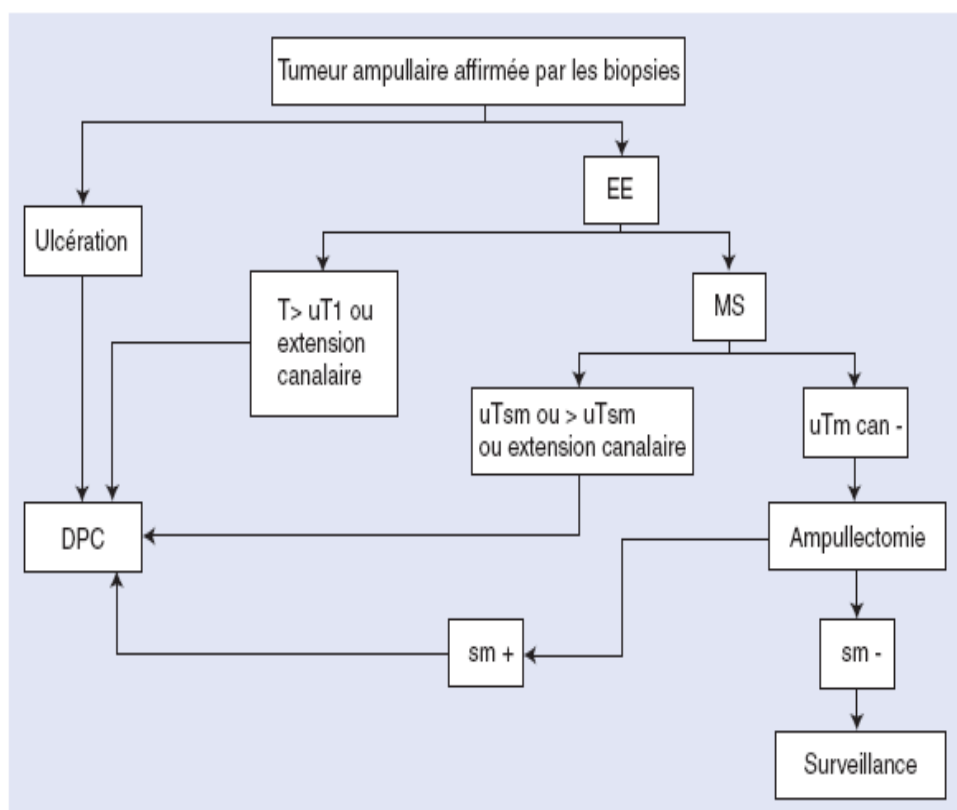 Tumeur ampullaire affirmée par les biopsies
EE
Ulcération
T> uT1 ou
extension
canalaire
MS
uTsm ou > uTsm
ou extension canalaire
uTm can -
DPC
Ampullectomie
sm +
sm -
Surveillance